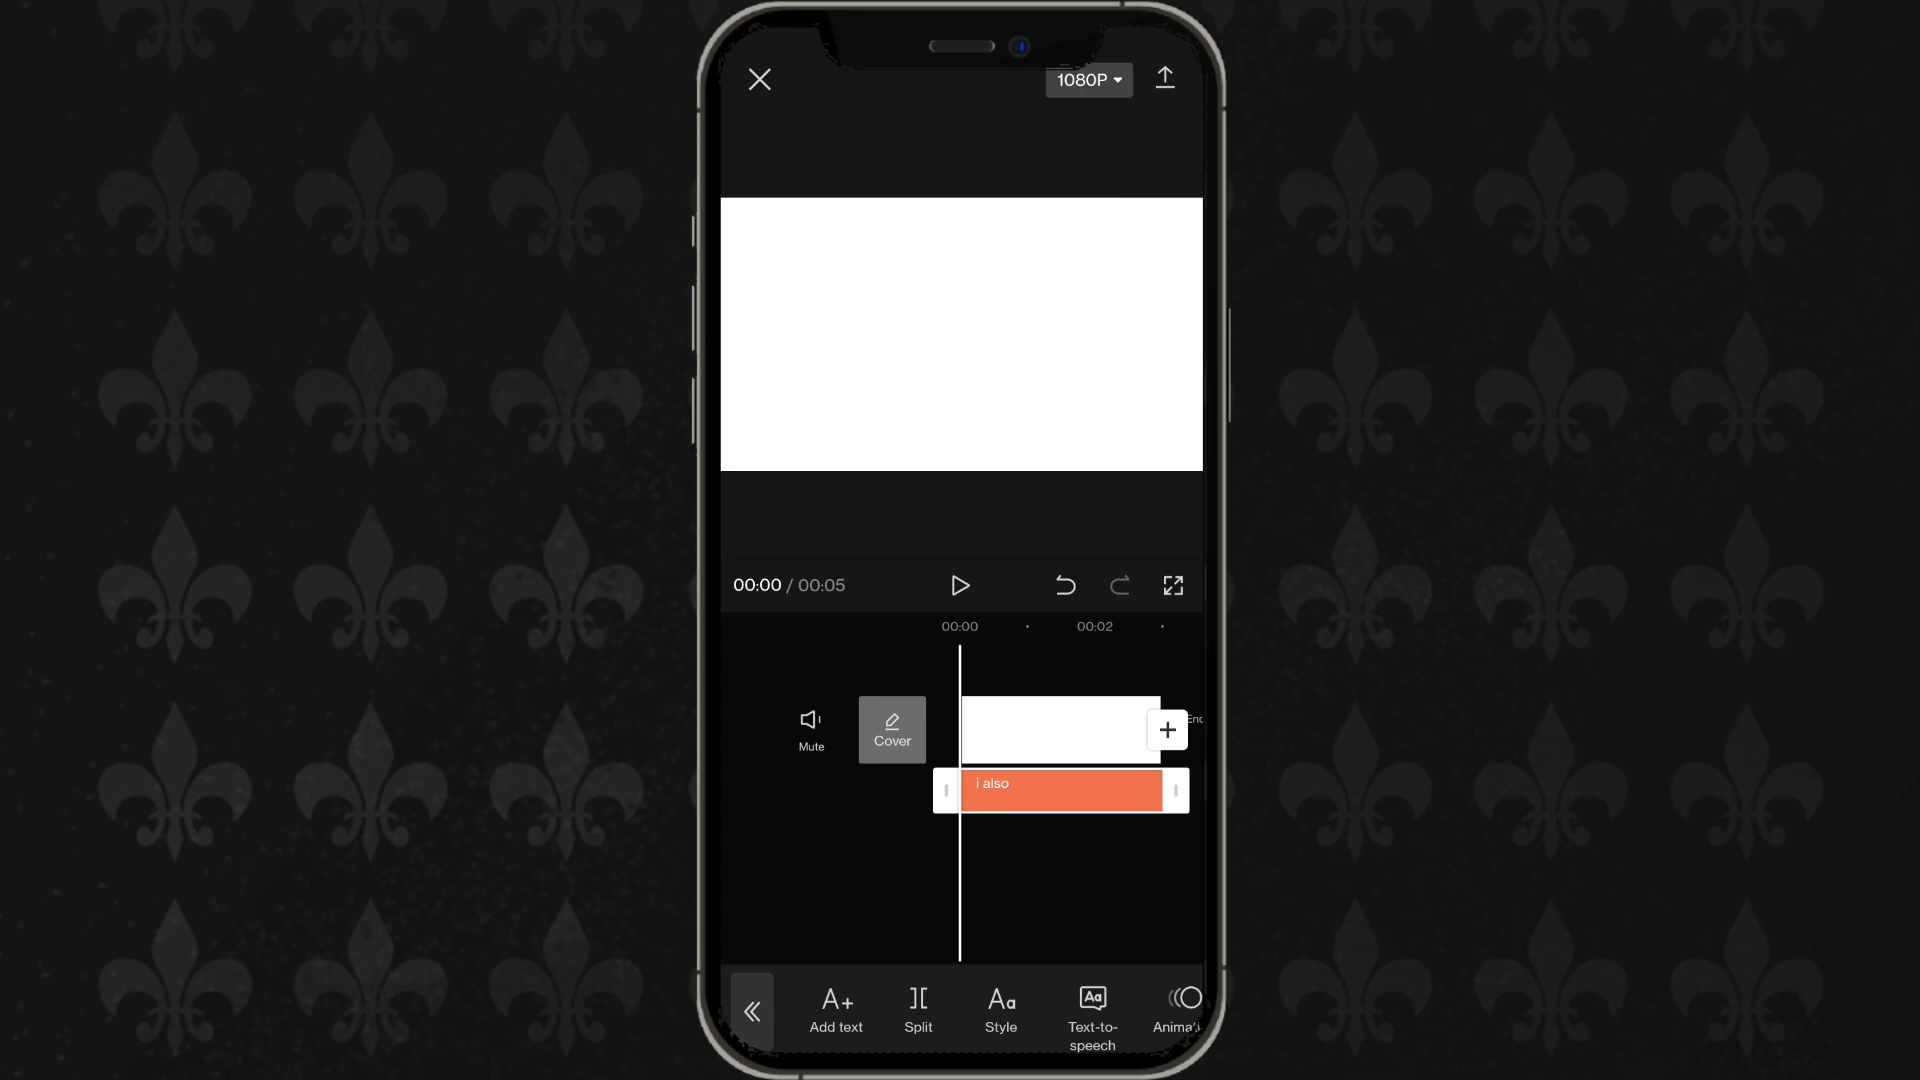 1080P
00:00 / 00:05
00:00 00:02
Mute
Cover
i also
Add text
Split
Style
Text-to-
speech